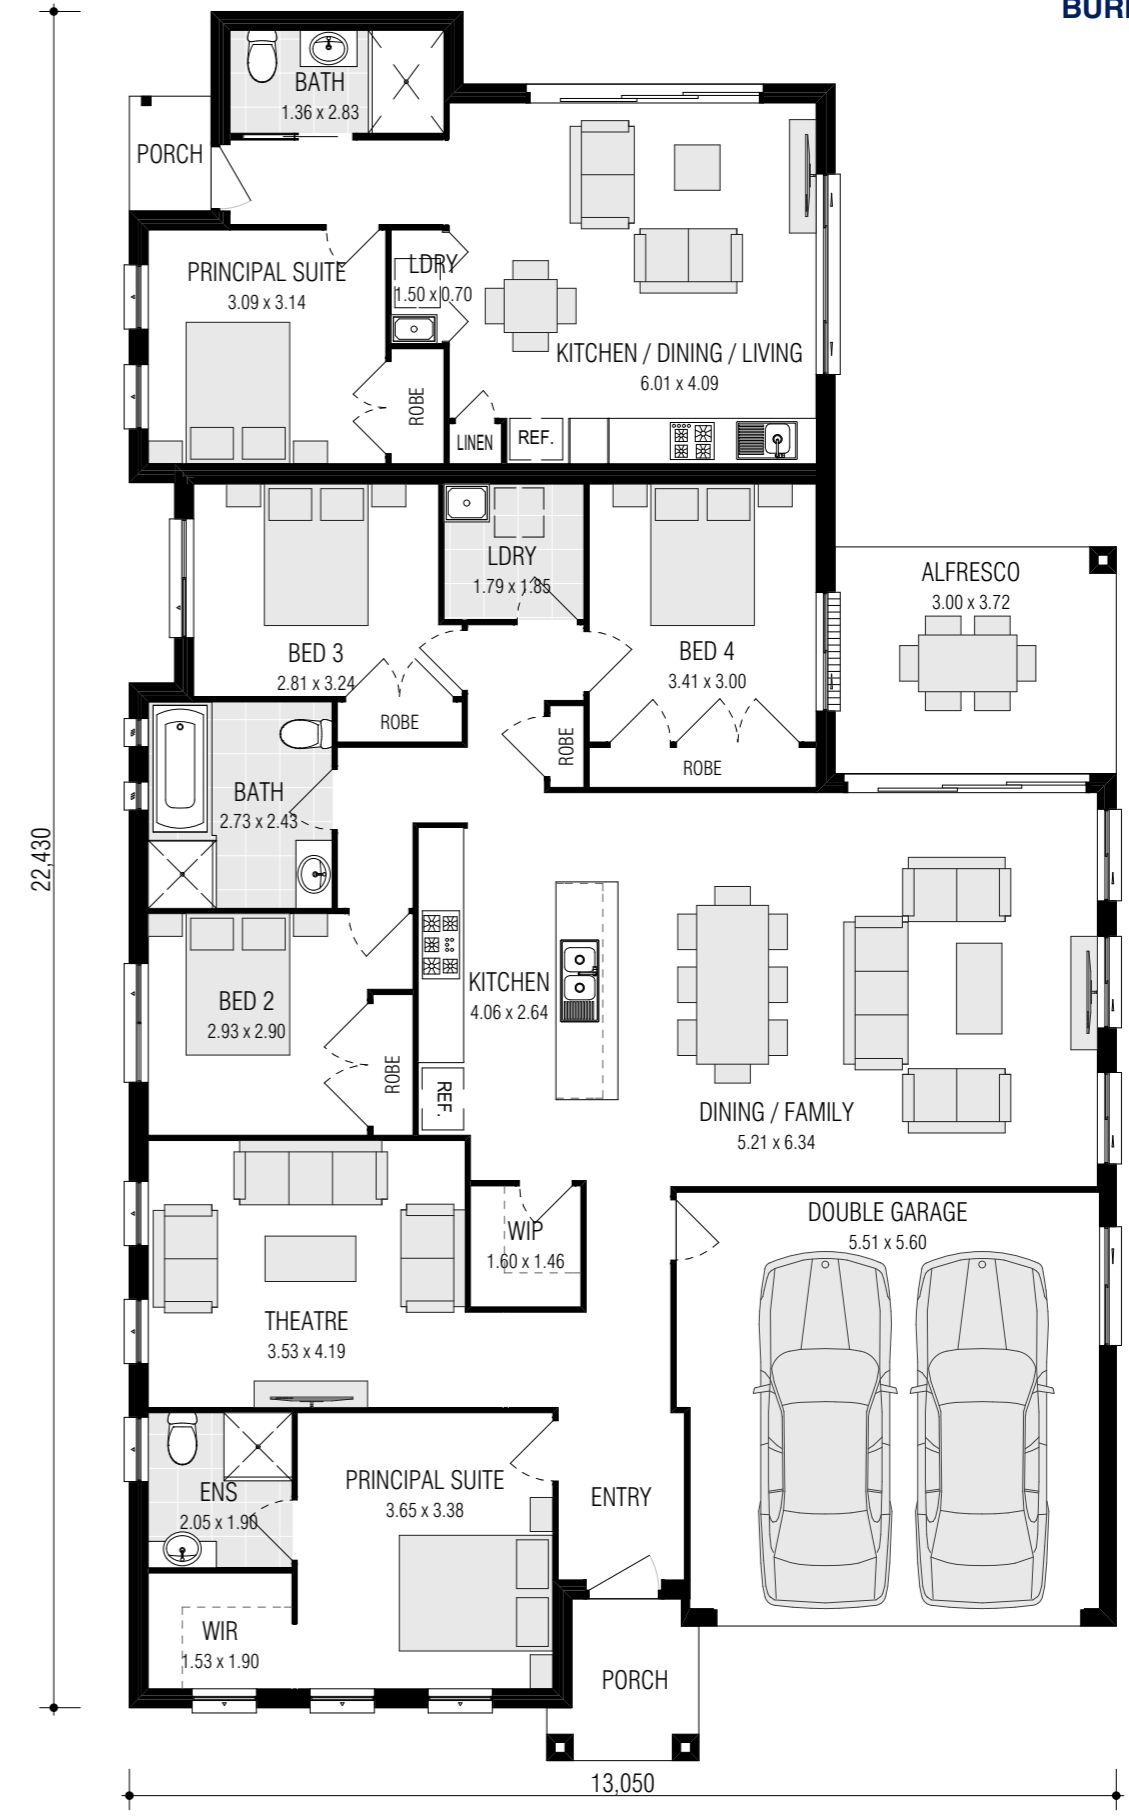 BATH
1.36 x 2.83
PORCH
PRINCIPAL SUITE
3.09 x 3.14
LDRY
1.50 x 0.70
KITCHEN / DINING / LIVING
6.01 x 4.09
ROBE
LINEN
REF.
BED 3
2.81 x 3.24
LDRY
1.79 x 1.85
BED 4
3.41 x 3.00
ALFRESCO
3.00 x 3.72
ROBE
ROBE
ROBE
BATH
2.73 x 2.43
22,430
BED 2
2.93 x 2.90
ROBE
KITCHEN
4.06 x 2.64
REF.
DINING / FAMILY
5.21 x 6.34
WIP
1.60 x 1.46
DOUBLE GARAGE
5.51 x 5.60
THEATRE
3.53 x 4.19
ENS
2.05 x 1.90
PRINCIPAL SUITE
3.65 x 3.38
ENTRY
WIR
1.53 x 1.90
PORCH
13,050